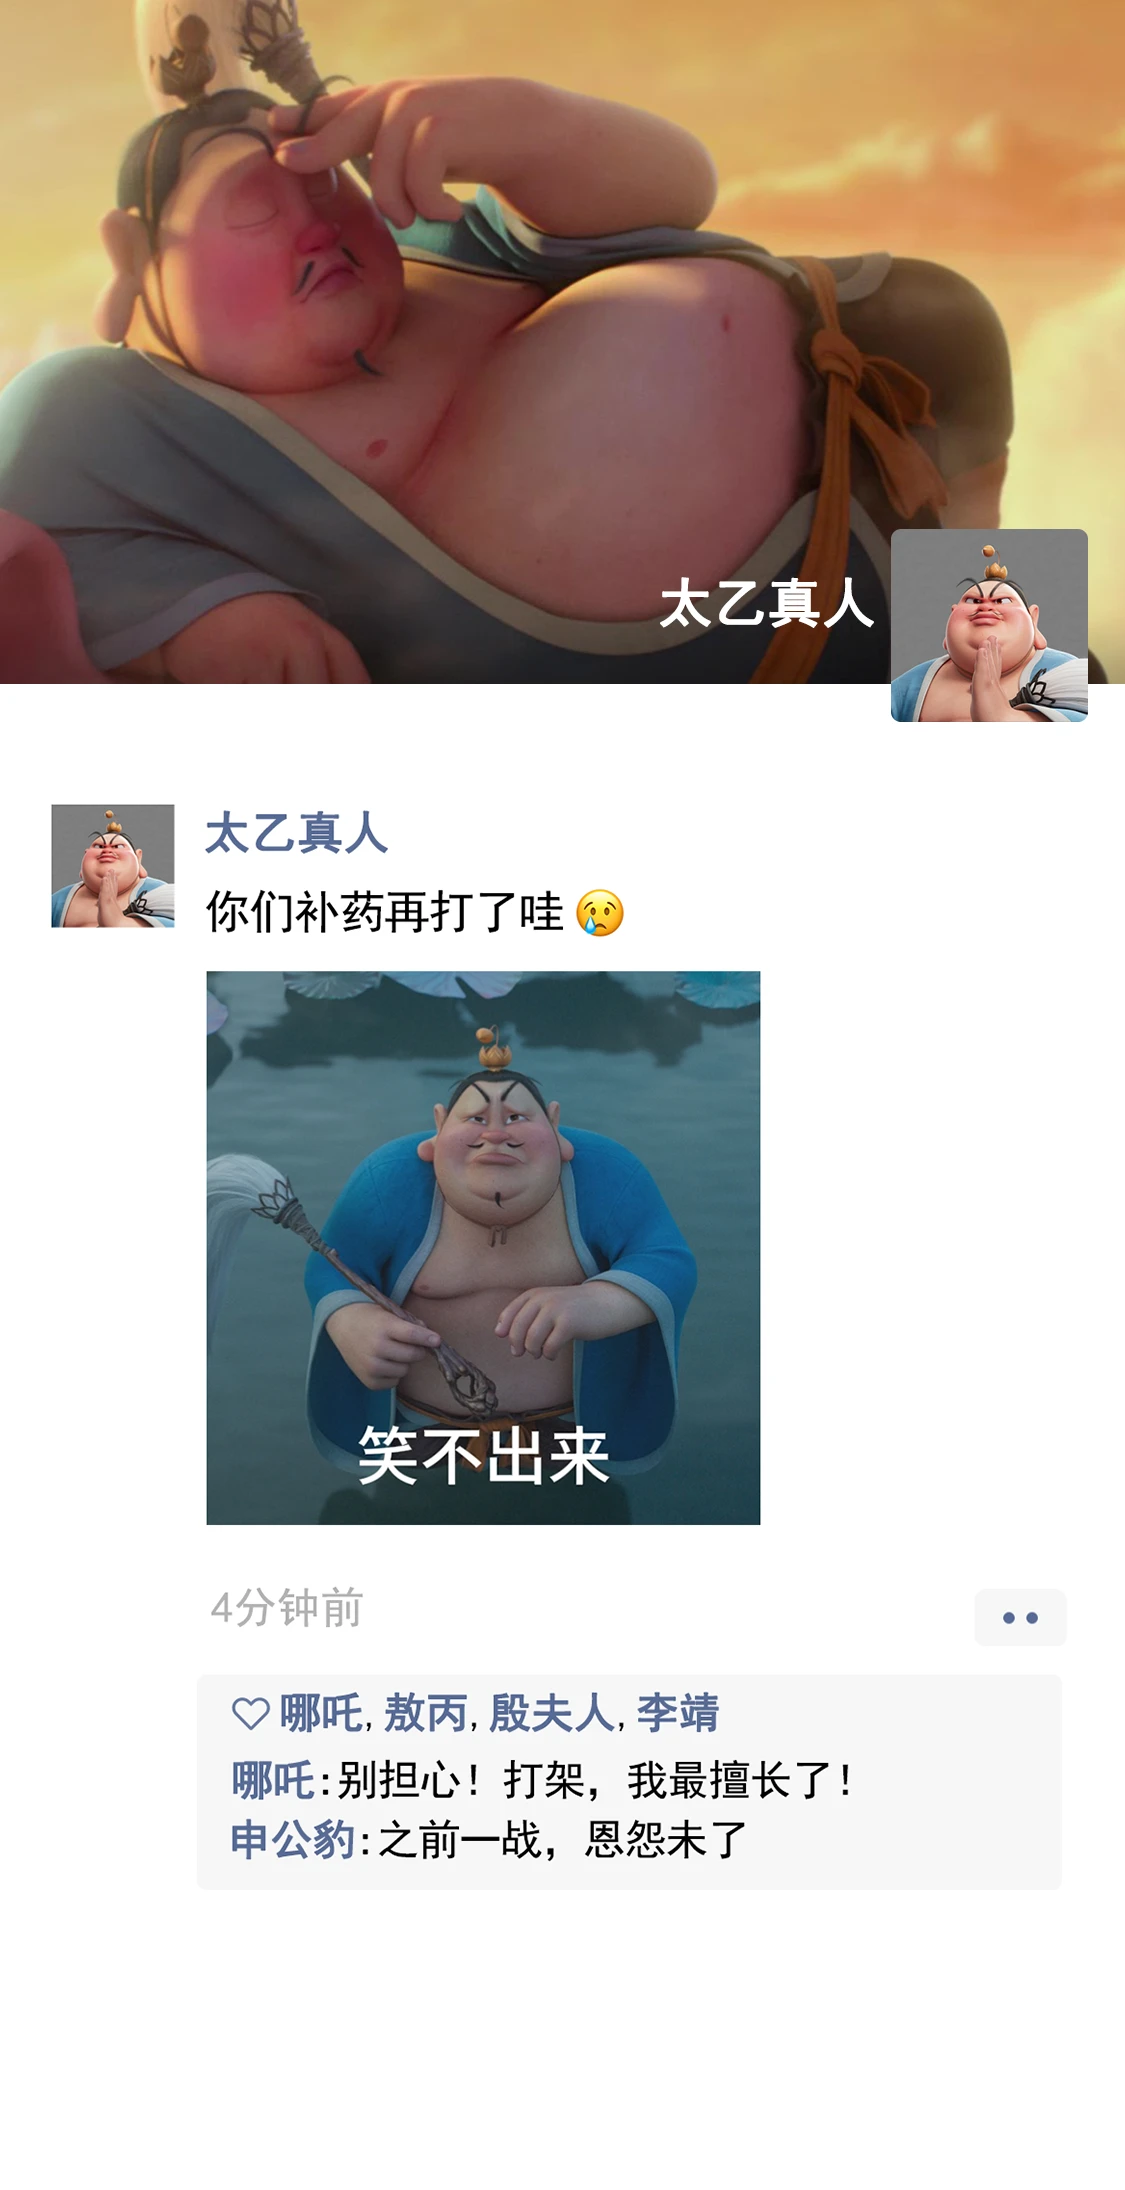 太乙真人
太乙真人
你们补药再打了哇 😢
笑不出来
4分钟前
哪吒,敖丙,殷夫人,李靖
哪吒:别担心！打架，我最擅长了！
申公豹:之前一战，恩怨未了